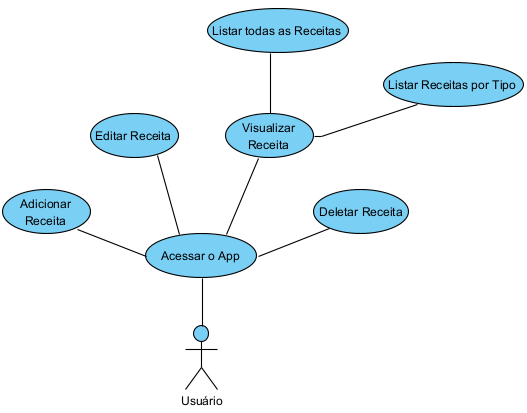 Listar todas as Receitas
Listar Receitas por Tipo
Visualizar
Receita
Editar Receita
Adicionar
Receita
Deletar Receita
Acessar o App
Usuário